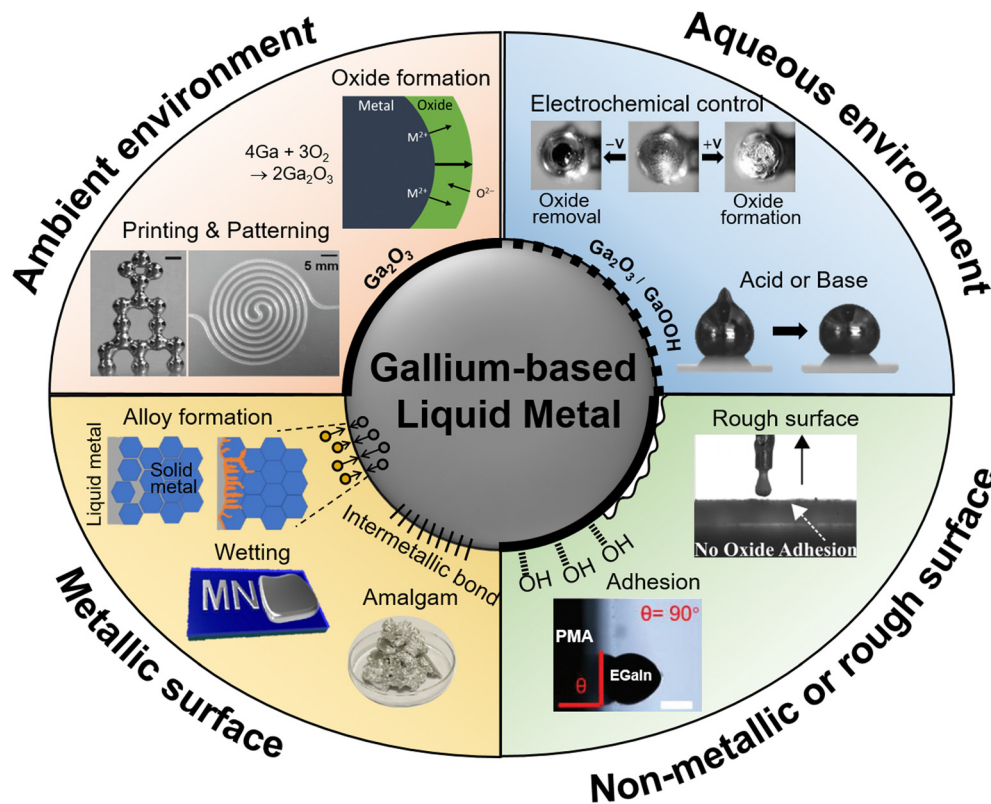 Ambient environment
Oxide formation
Metal
Oxide
M²⁺
4Ga + 3O₂
→ 2Ga₂O₃
M²⁺
O²⁻
Printing & Patterning
5 mm
Ga₂O₃
Aqueous environment
Electrochemical control
–V
+V
Oxide
removal
Oxide
formation
Ga₂O₃ / GaOOH
Acid or Base
Gallium-based
Liquid Metal
Metallic surface
Alloy formation
Liquid metal
Solid
metal
Wetting
MN
Amalgam
Intermetallic bond
Non-metallic or rough surface
Rough surface
No Oxide Adhesion
OH
OH
OH
Adhesion
θ= 90°
PMA
EGaIn
θ